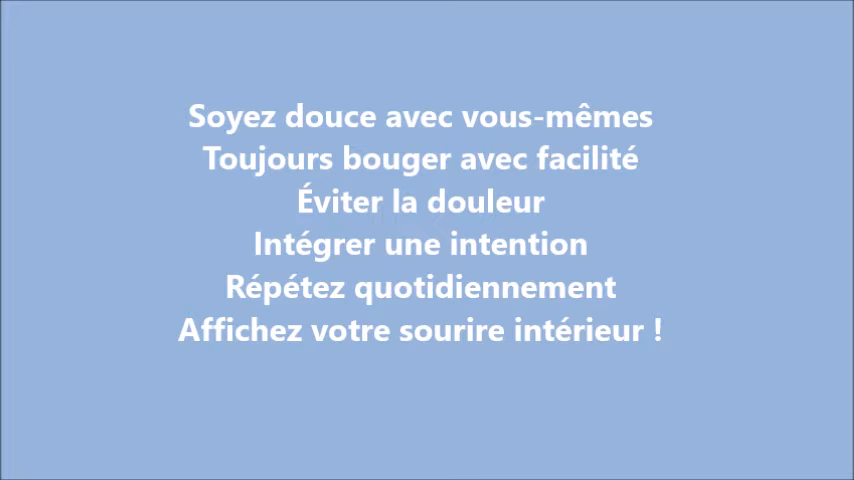 Soyez douce avec vous-mêmes
Toujours bouger avec facilité
Éviter la douleur
Intégrer une intention
Répétez quotidiennement
Affichez votre sourire intérieur !